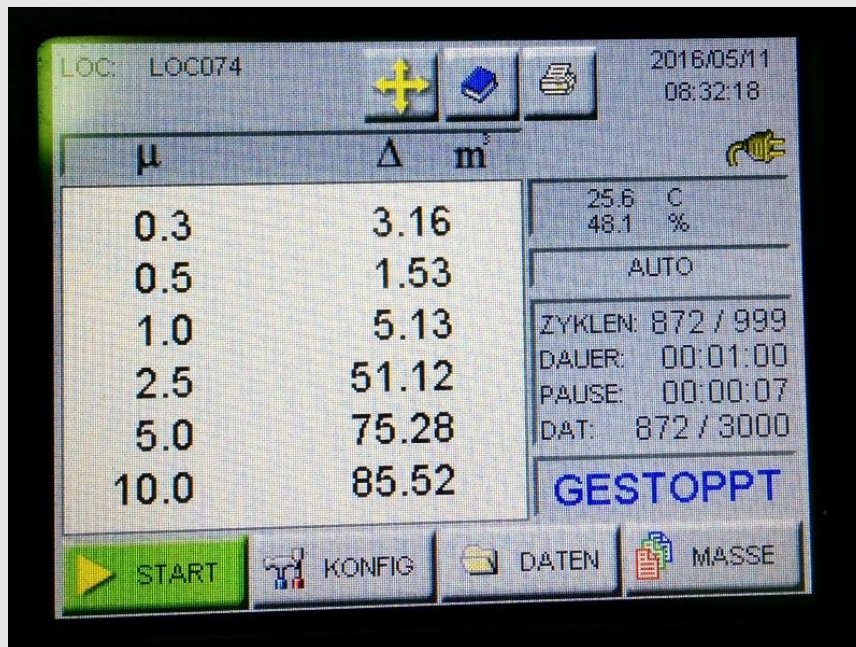 LOC: LOC074
2016/05/11
08:32:18
µ Δ m³
0.3 3.16
0.5 1.53
1.0 5.13
2.5 51.12
5.0 75.28
10.0 85.52
25.6 C
48.1 %
AUTO
ZYKLEN: 872 / 999
DAUER: 00:01:00
PAUSE: 00:00:07
DAT: 872 / 3000
GESTOPPT
START KONFIG DATEN MASSE